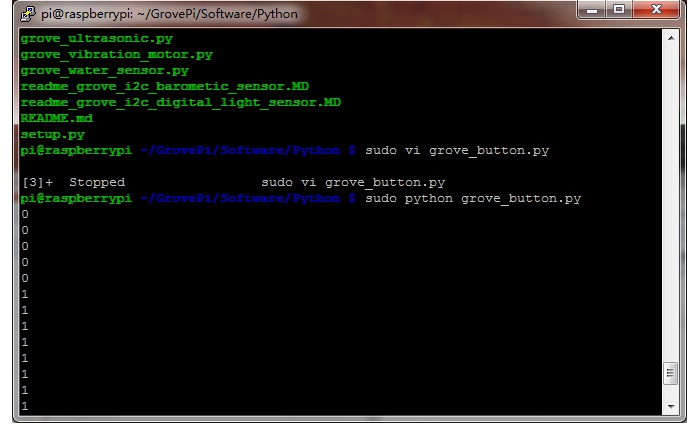 pi@raspberrypi: ~/GrovePi/Software/Python
grove_ultrasonic.py
grove_vibration_motor.py
grove_water_sensor.py
readme_grove_i2c_barometic_sensor.MD
readme_grove_i2c_digital_light_sensor.MD
README.md
setup.py
pi@raspberrypi ~/GrovePi/Software/Python $ sudo vi grove_button.py
[3]+  Stopped                 sudo vi grove_button.py
pi@raspberrypi ~/GrovePi/Software/Python $ sudo python grove_button.py
0
0
0
0
0
1
1
1
1
1
1
1
1